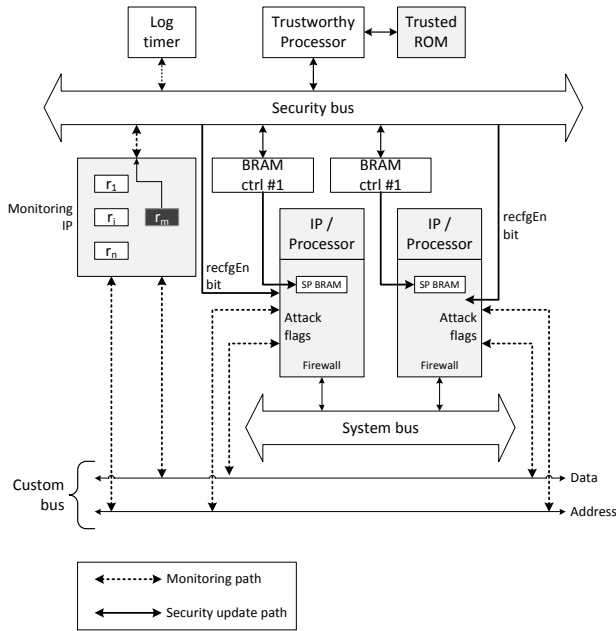 Log
timer
Trustworthy
Processor
Trusted
ROM
Security bus
Monitoring
IP
r1
ri
rn
rm
BRAM
ctrl #1
BRAM
ctrl #1
recfgEn
bit
IP /
Processor
SP BRAM
Attack
flags
Firewall
IP /
Processor
SP BRAM
Attack
flags
Firewall
recfgEn
bit
System bus
Custom
bus
Data
Address
Monitoring path
Security update path